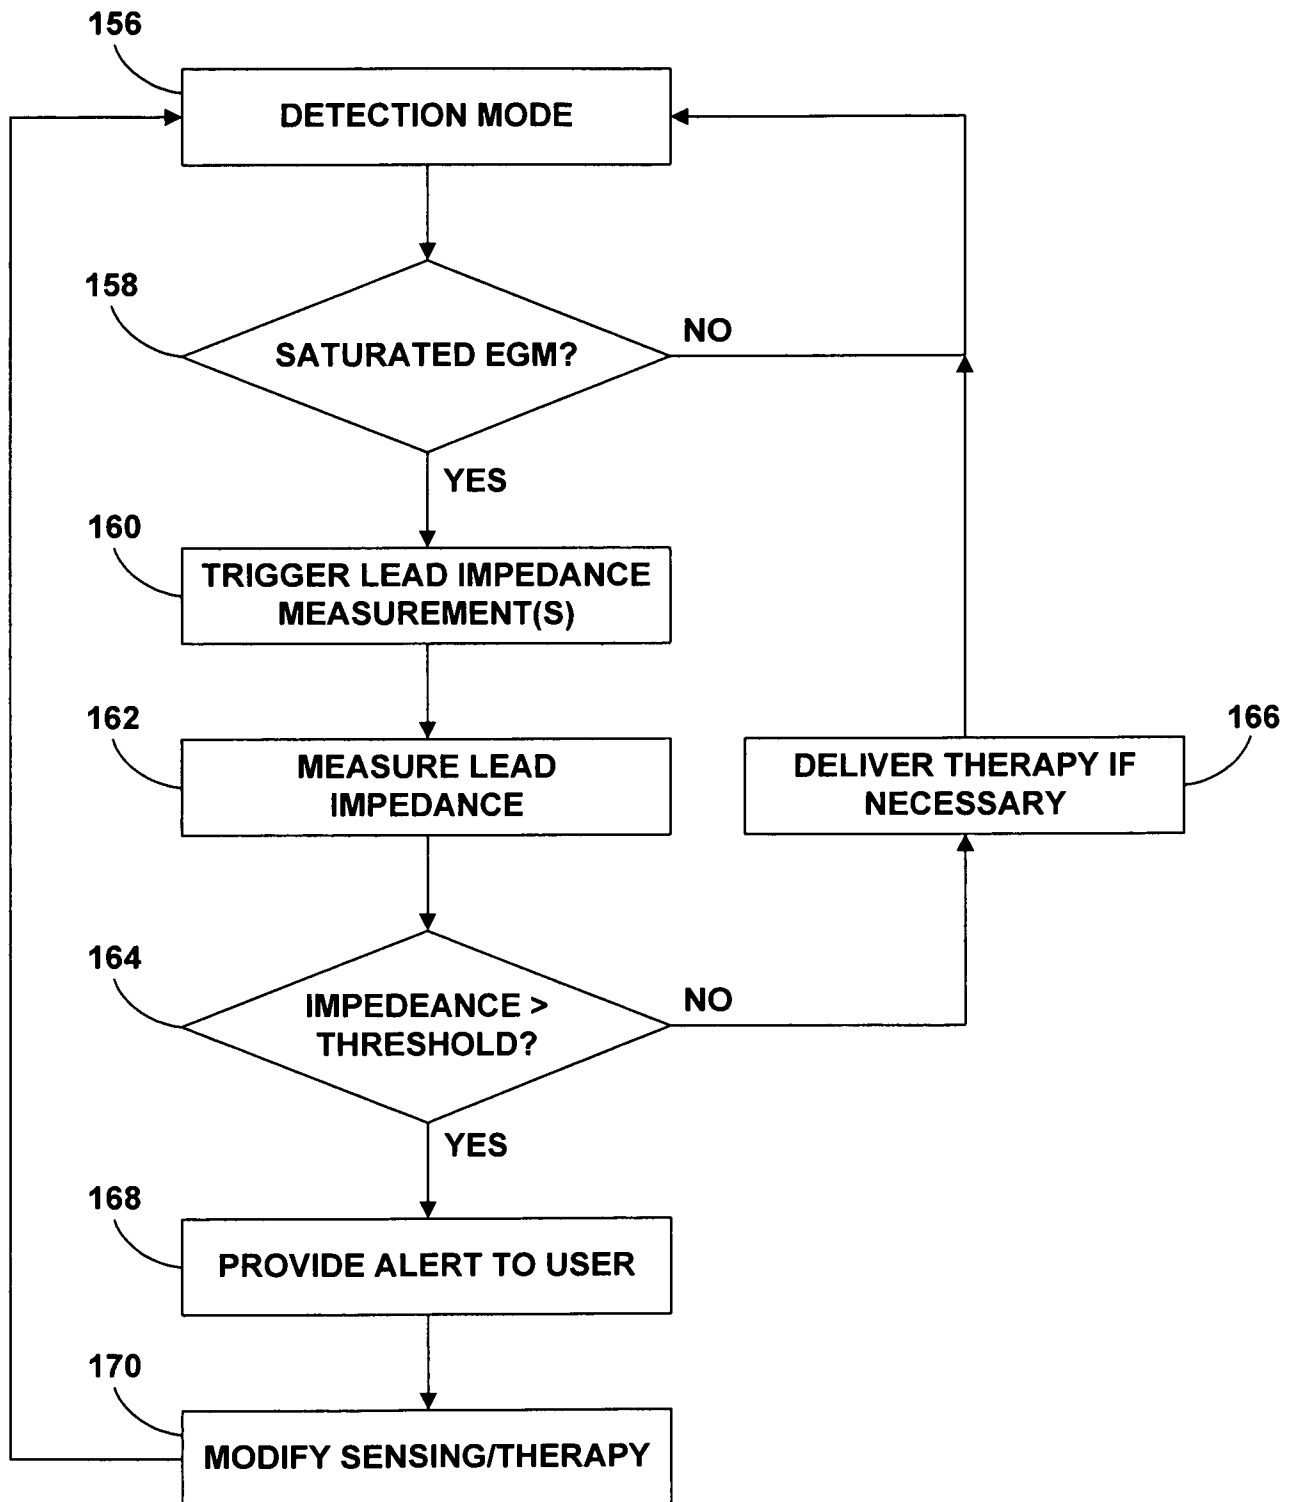 156
DETECTION MODE
158
SATURATED EGM?
NO
YES
160
TRIGGER LEAD IMPEDANCE
MEASUREMENT(S)
162
MEASURE LEAD
IMPEDANCE
166
DELIVER THERAPY IF
NECESSARY
164
IMPEDEANCE >
THRESHOLD?
NO
YES
168
PROVIDE ALERT TO USER
170
MODIFY SENSING/THERAPY